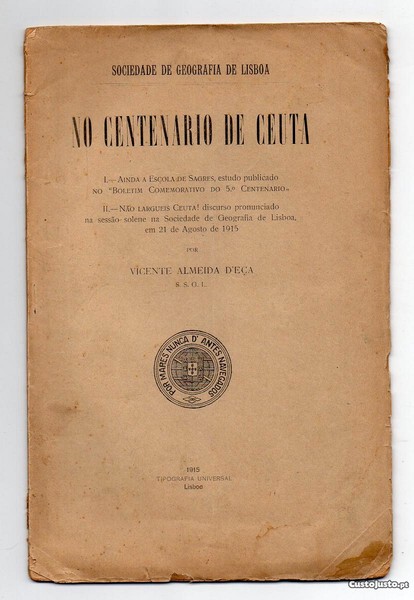 SOCIEDADE DE GEOGRAFIA DE LISBOA
NO CENTENARIO DE CEUTA
I.—AINDA A ESCOLA DE SAGRES, estudo publicado
NO "BOLETIM COMEMORATIVO DO 5.º CENTENARIO"
II.—NÃO LARGUEIS CEUTA! discurso pronunciado
na sessão solene na Sociedade de Geografia de Lisboa,
em 21 de Agosto de 1915
POR
VICENTE ALMEIDA D'EÇA
S. S. G. L.
POR MARES NUNCA D'ANTES NAVEGADOS
1915
TIPOGRAFIA UNIVERSAL
Lisboa
CustoJusto.pt